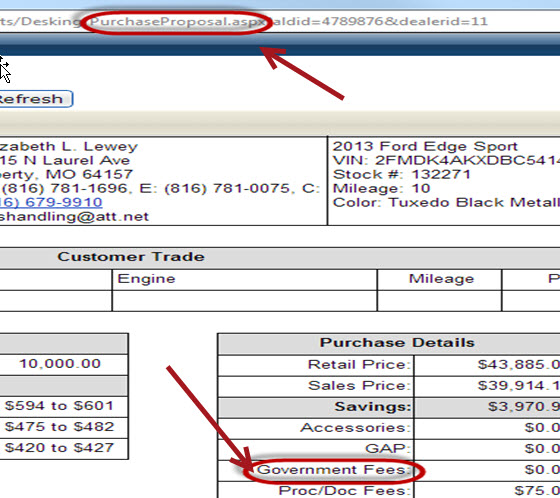 ts/Desking/PurchaseProposal.aspx?aldid=4789876&dealerid=11
Refresh
zabeth L. Lewey
15 N Laurel Ave
perty, MO 64157
(816) 781-1696, E: (816) 781-0075, C:
16) 679-9910
shandling@att.net
2013 Ford Edge Sport
VIN: 2FMDK4AKXDBC5414
Stock #: 132271
Mileage: 10
Color: Tuxedo Black Metall
Customer Trade
Engine Mileage P
10,000.00
$594 to $601
$475 to $482
$420 to $427
Purchase Details
Retail Price: $43,885.0
Sales Price: $39,914.1
Savings: $3,970.9
Accessories: $0.0
GAP: $0.0
Government Fees: $0.0
Proc/Doc Fees: $75.0